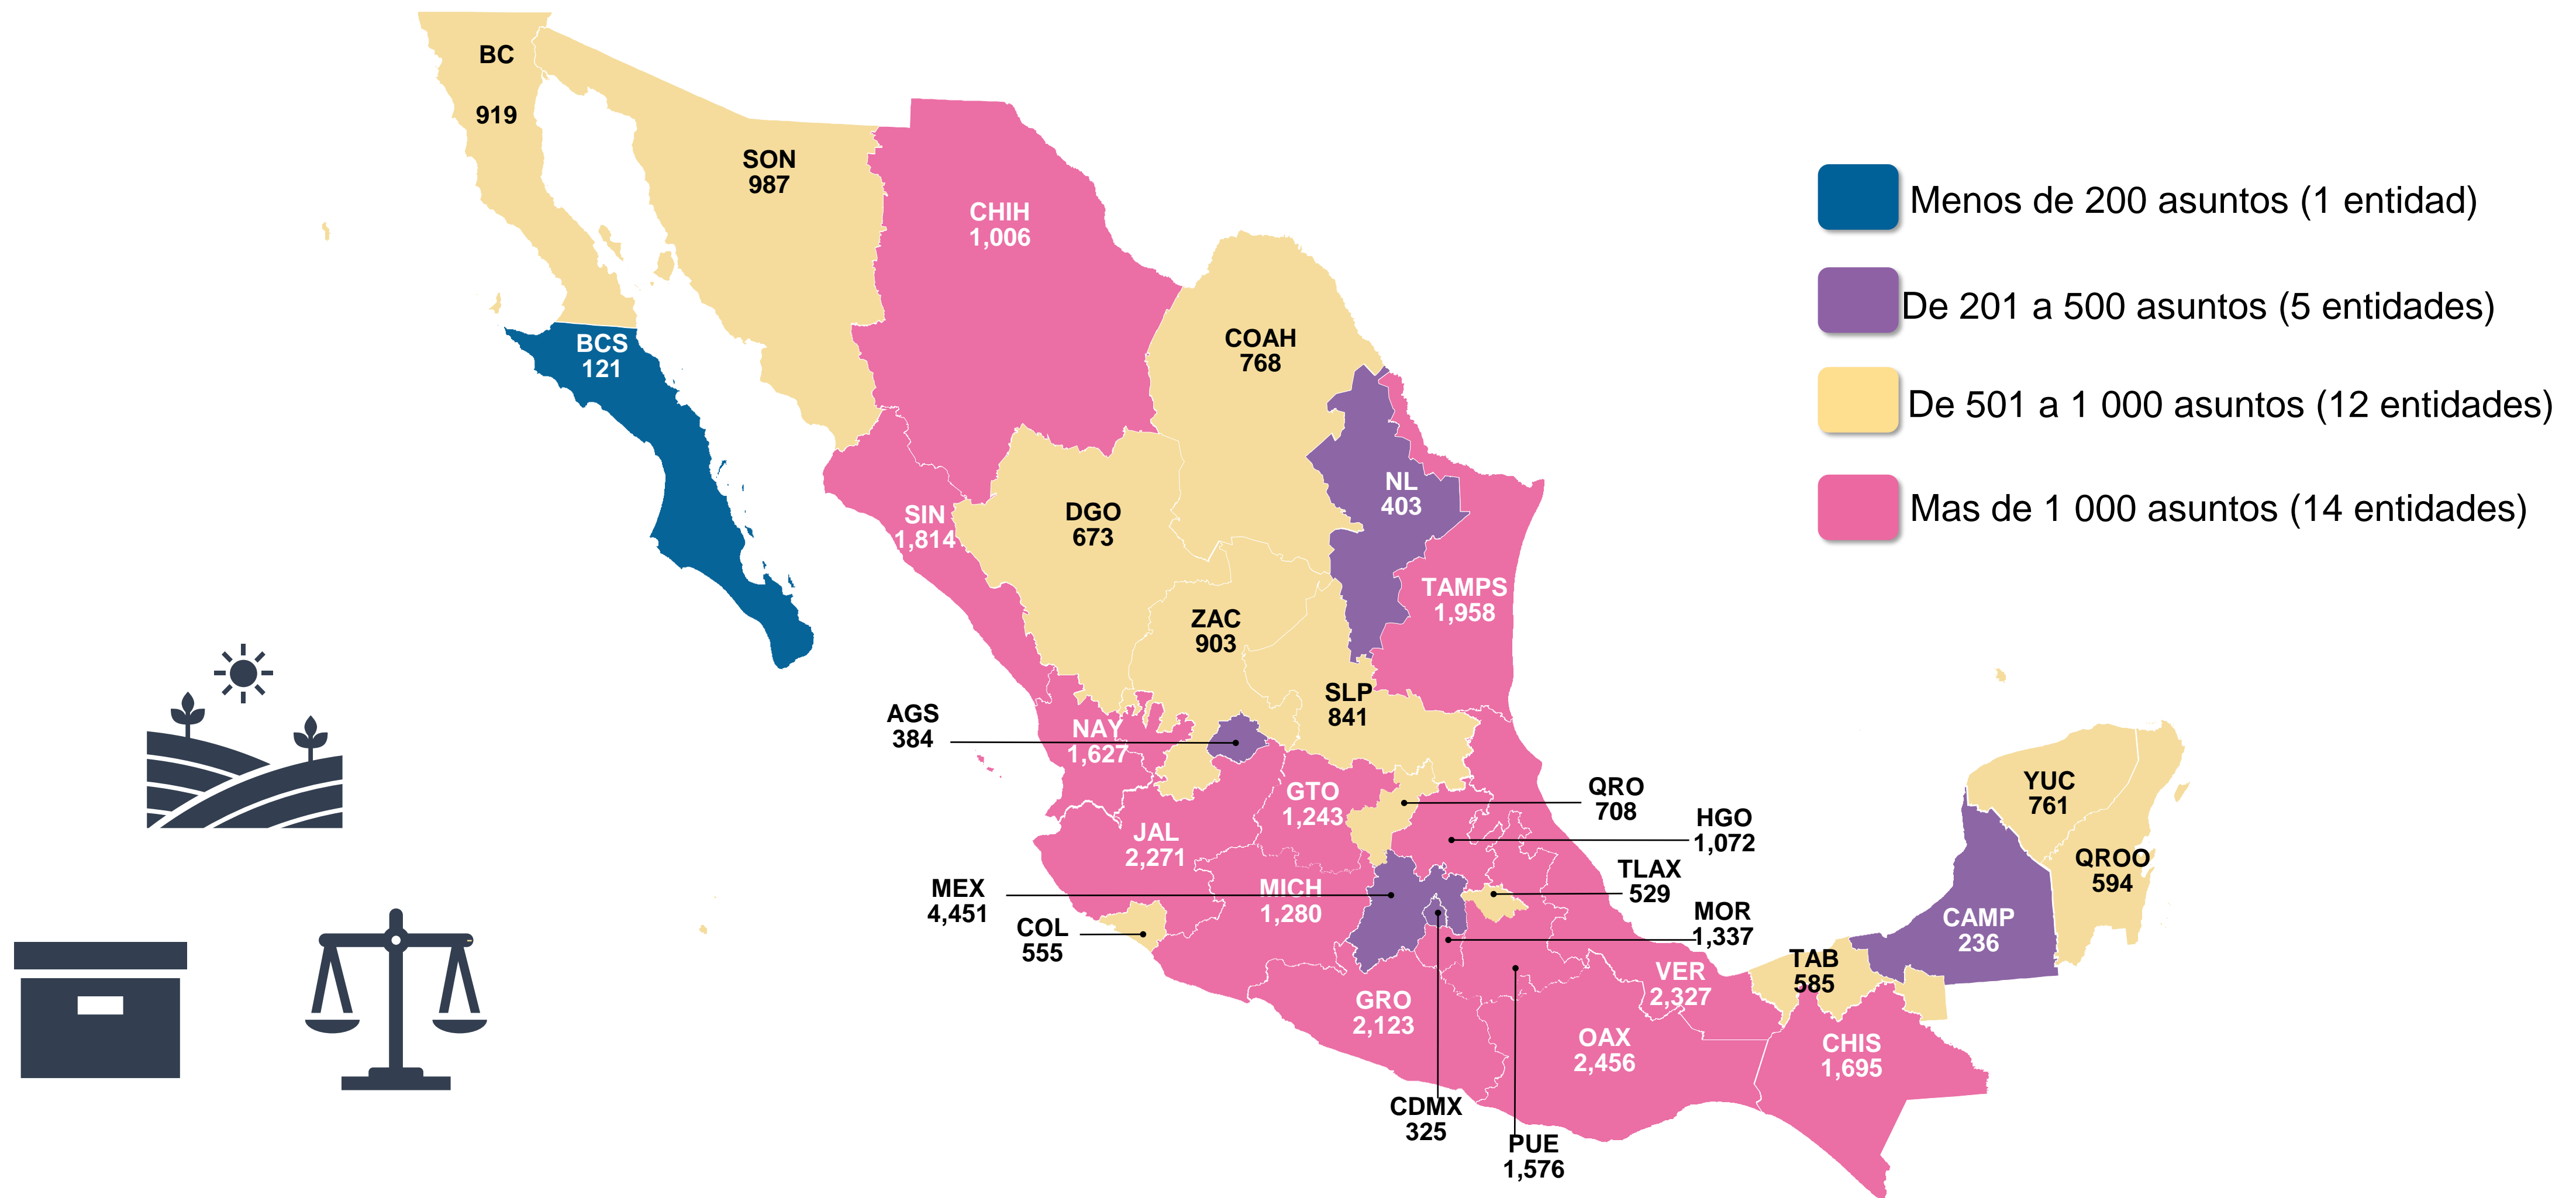 BC
919
SON
987
CHIH
1,006
Menos de 200 asuntos (1 entidad)
De 201 a 500 asuntos (5 entidades)
De 501 a 1 000 asuntos (12 entidades)
Mas de 1 000 asuntos (14 entidades)
BCS
121
COAH
768
NL
403
SIN
1,814
DGO
673
TAMPS
1,958
ZAC
903
SLP
841
AGS
384
NAY
1,627
GTO
1,243
QRO
708
HGO
1,072
YUC
761
JAL
2,271
QROO
594
MEX
4,451
MICH
1,280
TLAX
529
MOR
1,337
COL
555
CAMP
236
TAB
585
VER
2,327
GRO
2,123
OAX
2,456
CHIS
1,695
CDMX
325
PUE
1,576